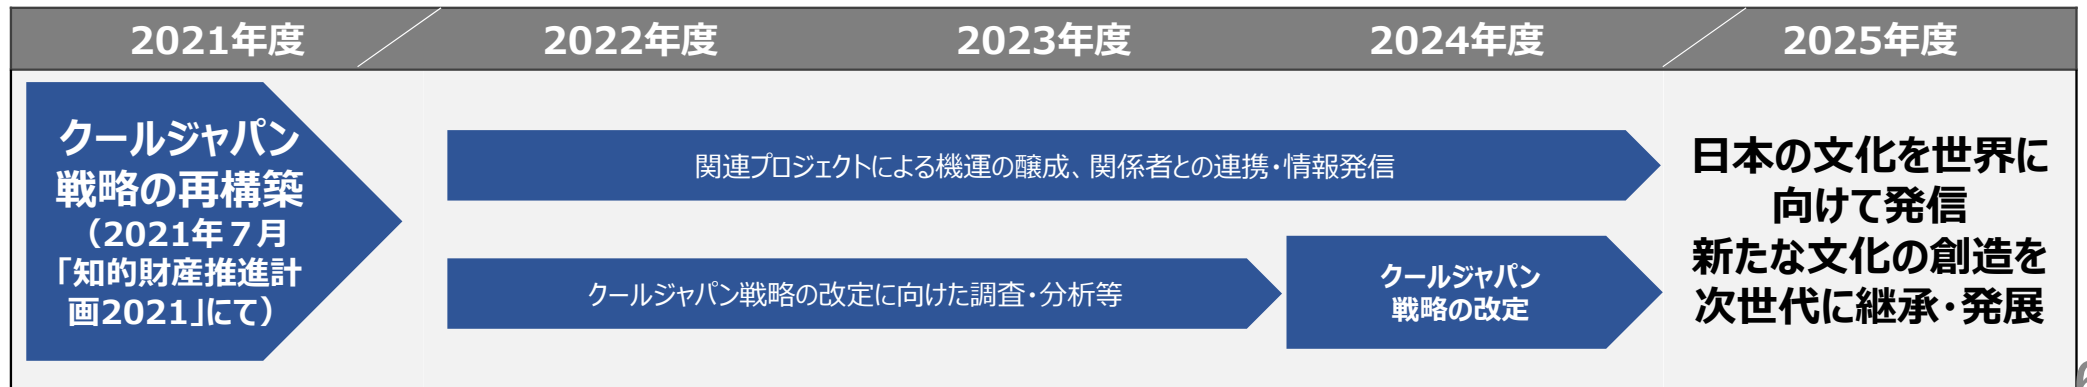 2021年度 2022年度 2023年度 2024年度 2025年度
クールジャパン
戦略の再構築
（2021年７月
「知的財産推進計
画2021」にて）
関連プロジェクトによる機運の醸成、関係者との連携・情報発信
クールジャパン戦略の改定に向けた調査・分析等
クールジャパン
戦略の改定
日本の文化を世界に
向けて発信
新たな文化の創造を
次世代に継承・発展